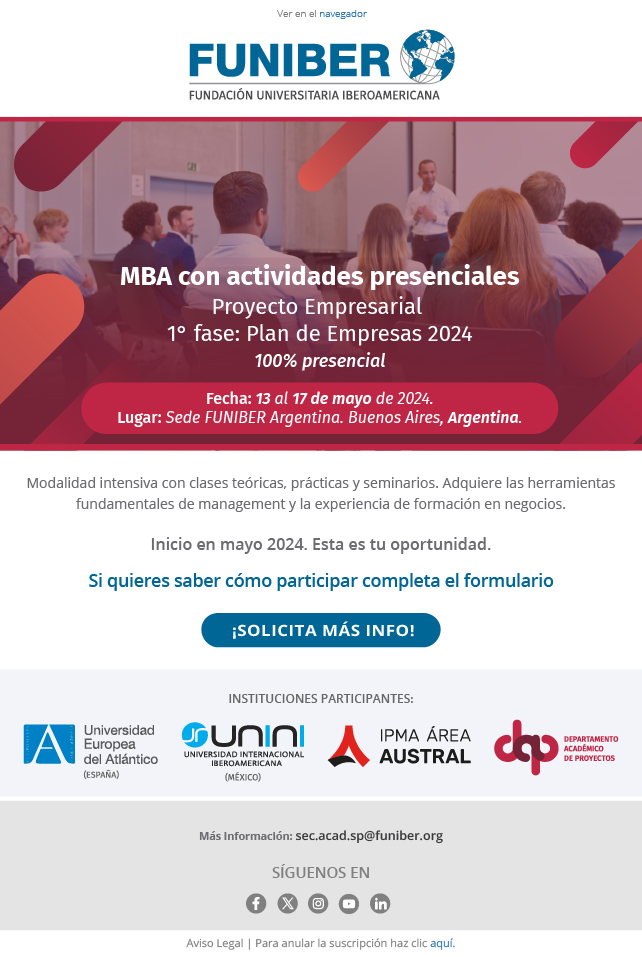 Ver en el navegador
FUNIBER
FUNDACIÓN UNIVERSITARIA IBEROAMERICANA
MBA con actividades presenciales
Proyecto Empresarial
1° fase: Plan de Empresas 2024
100% presencial
Fecha: 13 al 17 de mayo de 2024.
Lugar: Sede FUNIBER Argentina. Buenos Aires, Argentina.
Modalidad intensiva con clases teóricas, prácticas y seminarios. Adquiere las herramientas
fundamentales de management y la experiencia de formación en negocios.
Inicio en mayo 2024. Esta es tu oportunidad.
Si quieres saber cómo participar completa el formulario
¡SOLICITA MÁS INFO!
INSTITUCIONES PARTICIPANTES:
Universidad
Europea
del Atlántico
(ESPAÑA)
UNINI
UNIVERSIDAD INTERNACIONAL
IBEROAMERICANA
(MÉXICO)
IPMA ÁREA
AUSTRAL
dap
DEPARTAMENTO
ACADÉMICO
DE PROYECTOS
Más Información: sec.acad.sp@funiber.org
SÍGUENOS EN
Aviso Legal | Para anular la suscripción haz clic aquí.